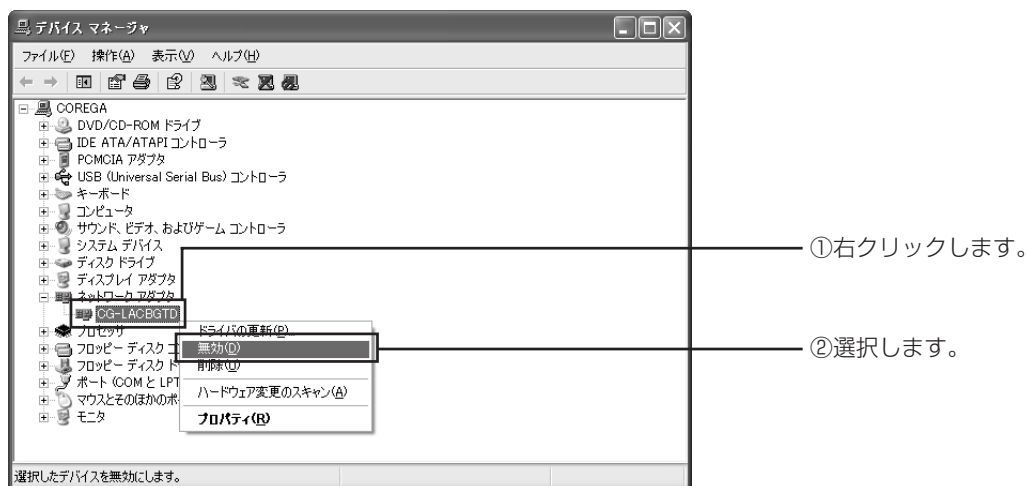 デバイス マネージャ
ファイル(F) 操作(A) 表示(V) ヘルプ(H)
COREGA
DVD/CD-ROM ドライブ
IDE ATA/ATAPI コントローラ
PCMCIA アダプタ
USB (Universal Serial Bus) コントローラ
キーボード
コンピュータ
サウンド、ビデオ、およびゲーム コントローラ
システム デバイス
ディスク ドライブ
ディスプレイ アダプタ
ネットワーク アダプタ
CG-LACBGTD
プロセッサ
フロッピー ディスク コ
フロッピー ディスク ド
ポート (COM と LPT
マウスとそのほかのポ
モニタ
ドライバの更新(P)...
無効(D)
削除(U)
ハードウェア変更のスキャン(A)
プロパティ(R)
選択したデバイスを無効にします。
①右クリックします。
②選択します。